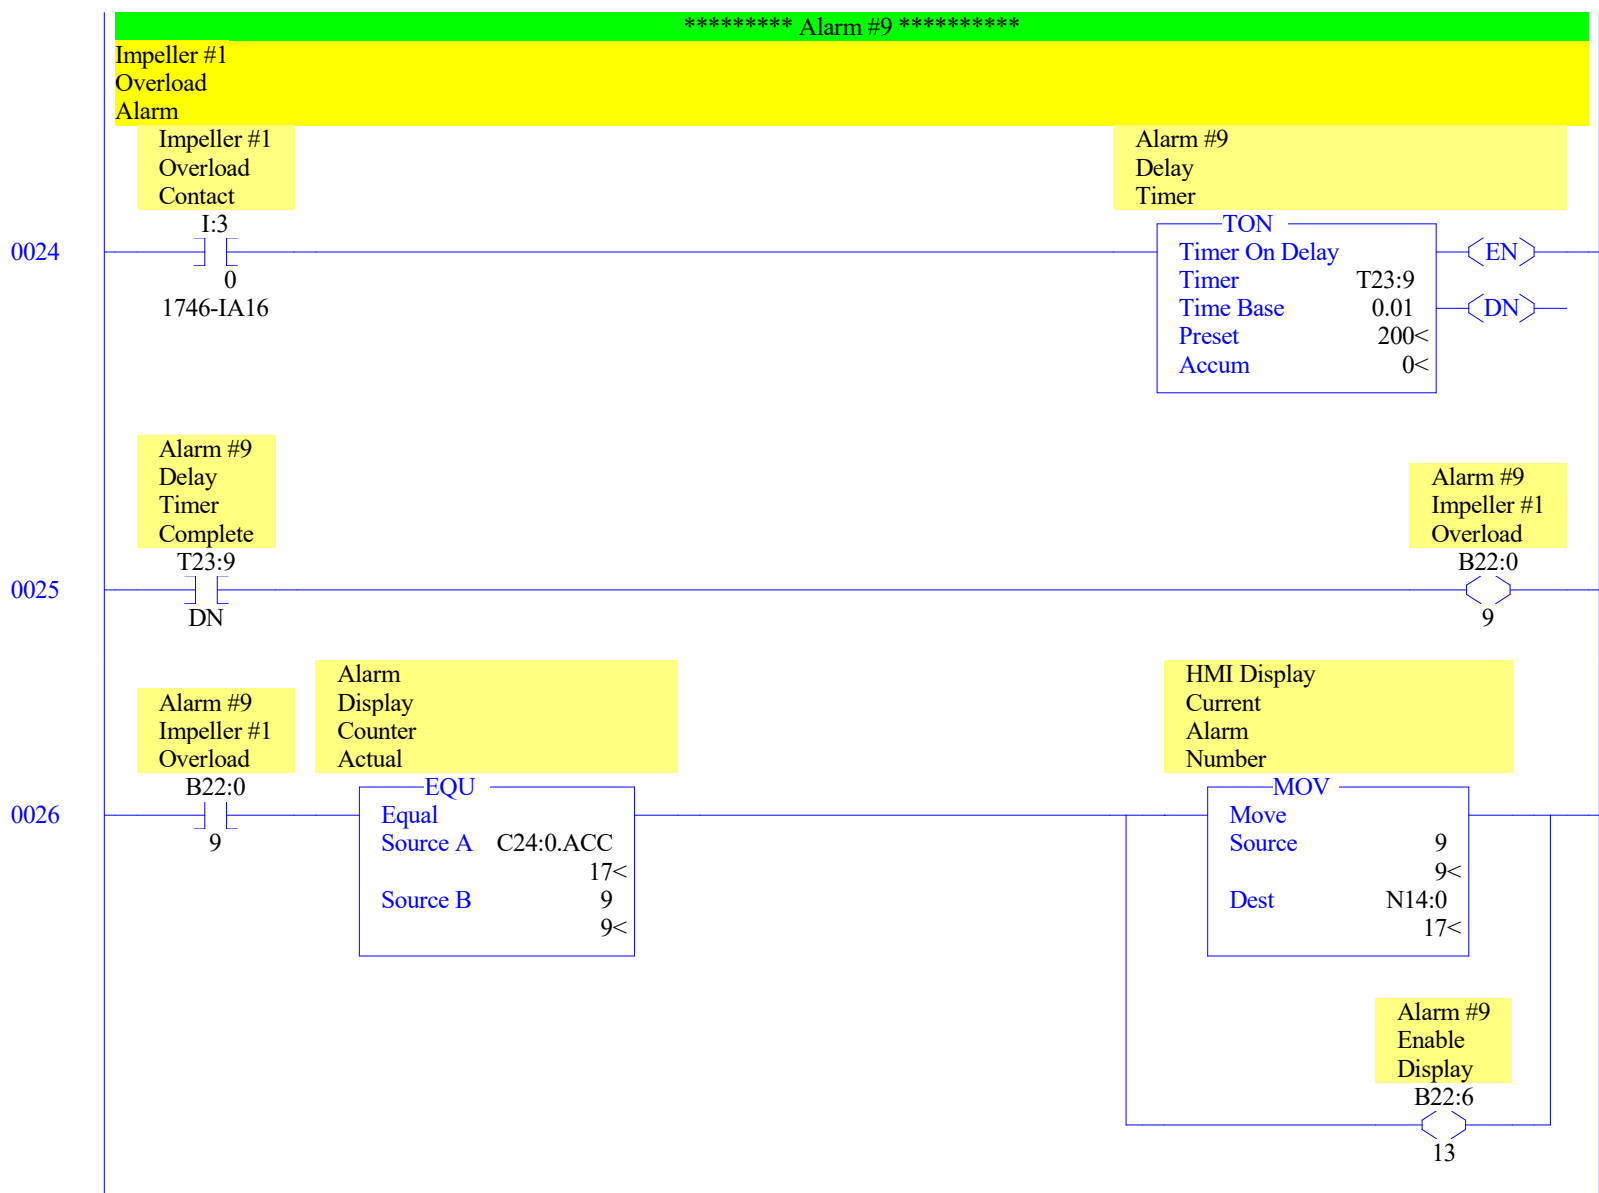 ********* Alarm #9 **********
Impeller #1
Overload
Alarm
Impeller #1
Overload
Contact
I:3
0
1746-IA16
Alarm #9
Delay
Timer
0024
TON
Timer On Delay
Timer T23:9
Time Base 0.01
Preset 200<
Accum 0<
EN
DN
Alarm #9
Delay
Timer
Complete
T23:9
DN
0025
Alarm #9
Impeller #1
Overload
B22:0
9
Alarm #9
Impeller #1
Overload
B22:0
9
0026
Alarm
Display
Counter
Actual
EQU
Equal
Source A C24:0.ACC
17<
Source B 9
9<
HMI Display
Current
Alarm
Number
MOV
Move
Source 9
9<
Dest N14:0
17<
Alarm #9
Enable
Display
B22:6
13